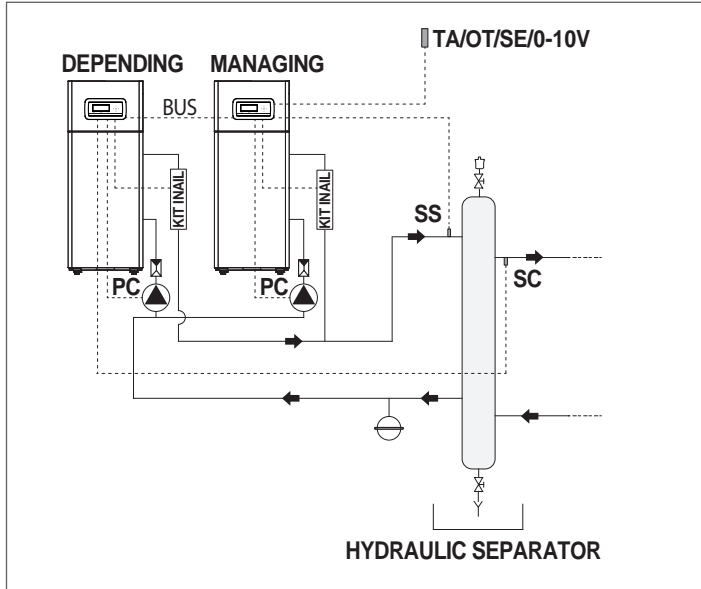 TA/OT/SE/0-10V
DEPENDING
MANAGING
BUS
KIT INAIL
KIT INAIL
SS
SC
PC
PC
HYDRAULIC SEPARATOR